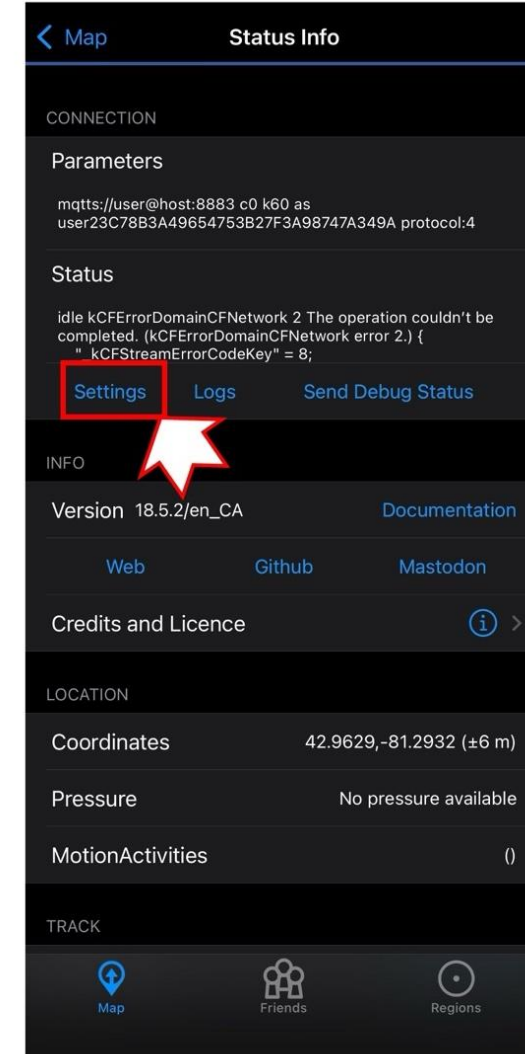 Map
Status Info
CONNECTION
Parameters
mqtts://user@host:8883 c0 k60 as
user23C78B3A49654753B27F3A98747A349A protocol:4
Status
idle kCFErrorDomainCFNetwork 2 The operation couldn't be
completed. (kCFErrorDomainCFNetwork error 2.) {
"_kCFStreamErrorCodeKey" = 8;
Settings Logs Send Debug Status
INFO
Version 18.5.2/en_CA Documentation
Web Github Mastodon
Credits and Licence
LOCATION
Coordinates 42.9629,-81.2932 (±6 m)
Pressure No pressure available
MotionActivities ()
TRACK
Map Friends Regions